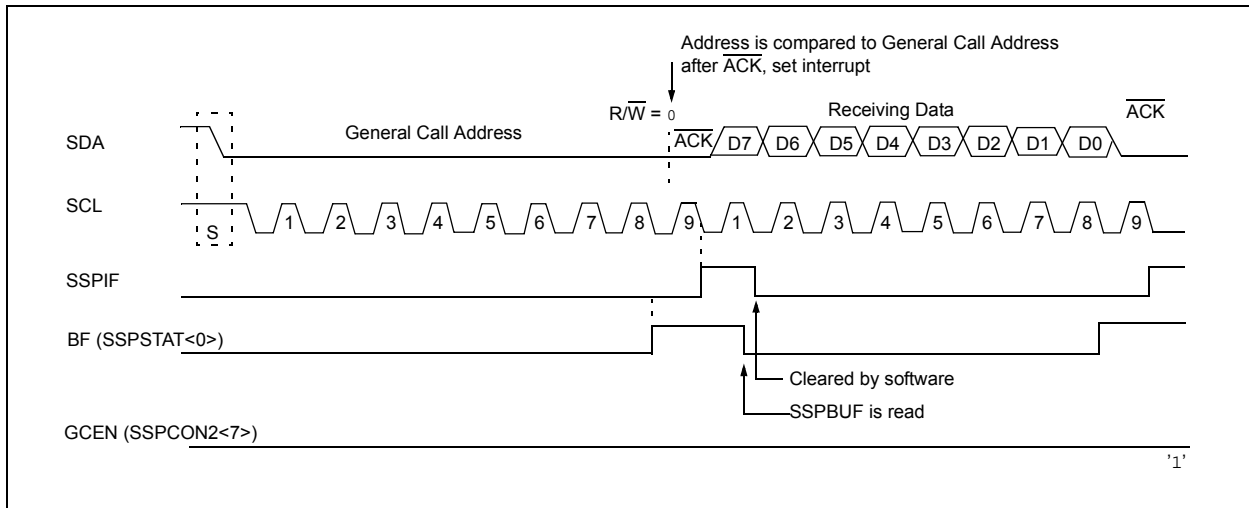 Address is compared to General Call Address
after ACK, set interrupt
R/W = 0
SDA
General Call Address
ACK
Receiving Data
D7 D6 D5 D4 D3 D2 D1 D0
ACK
SCL
S
1 2 3 4 5 6 7 8 9 1 2 3 4 5 6 7 8 9
SSPIF
BF (SSPSTAT<0>)
Cleared by software
SSPBUF is read
GCEN (SSPCON2<7>)
'1'